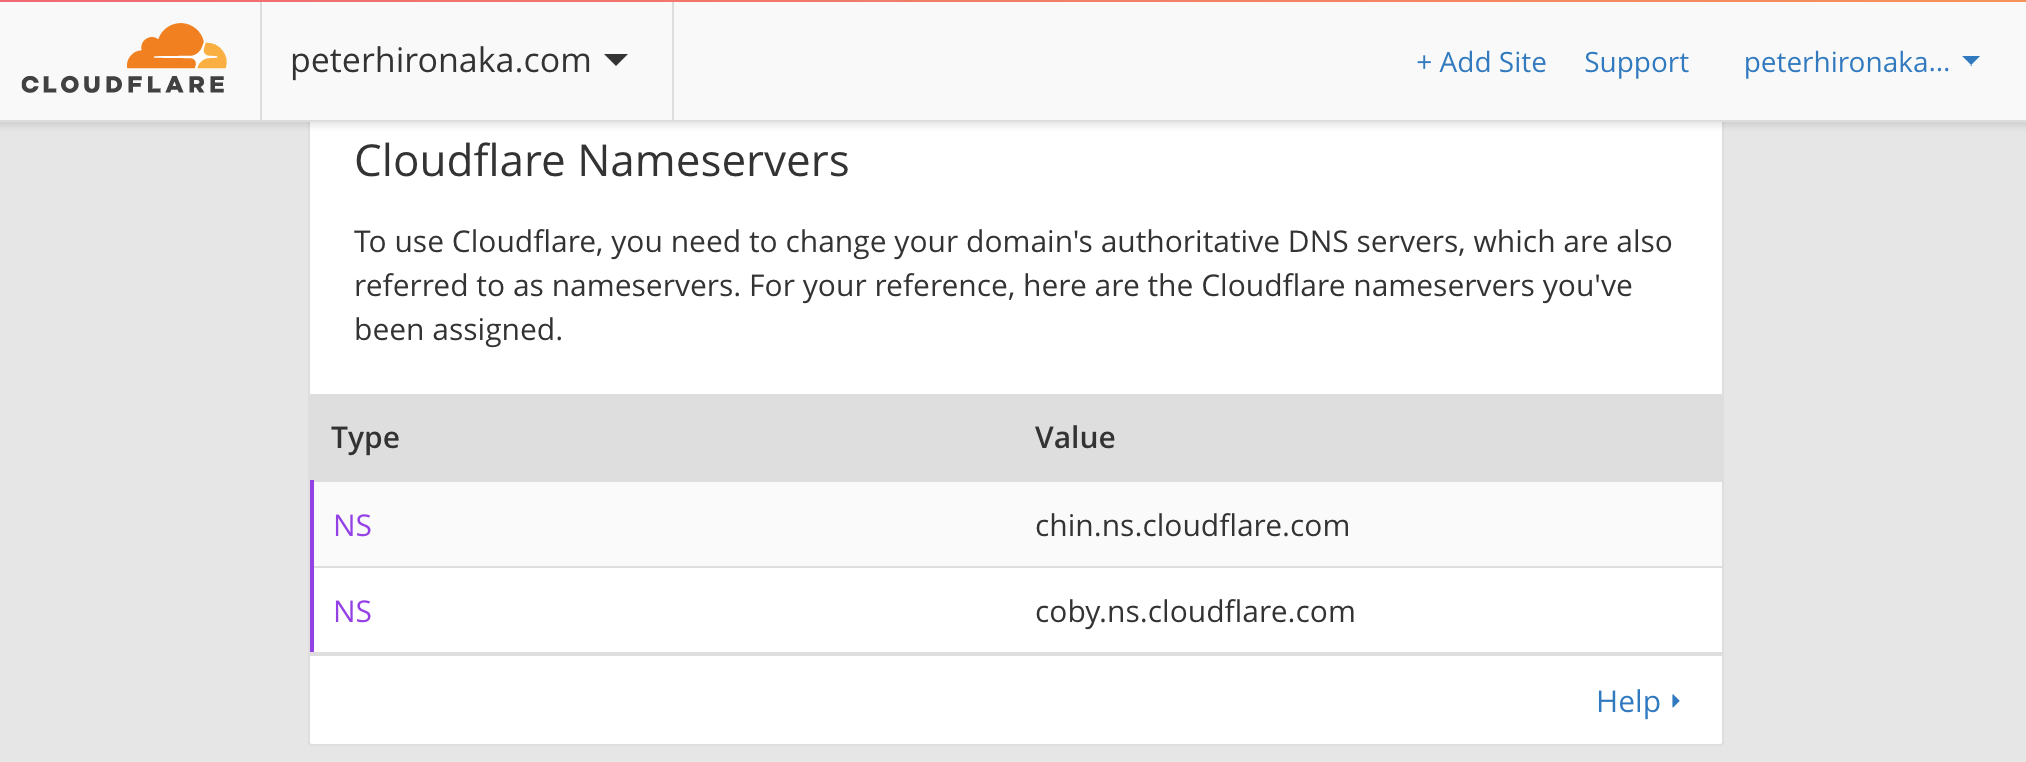 CLOUDFLARE
peterhironaka.com
+ Add Site
Support
peterhironaka...
Cloudflare Nameservers
To use Cloudflare, you need to change your domain's authoritative DNS servers, which are also
referred to as nameservers. For your reference, here are the Cloudflare nameservers you've
been assigned.
Type Value
NS chin.ns.cloudflare.com
NS coby.ns.cloudflare.com
Help